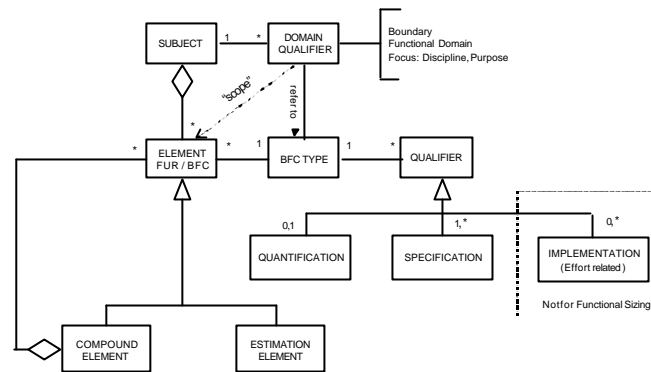 Boundary
Functional Domain
Focus: Discipline, Purpose
SUBJECT
1
*
DOMAIN
QUALIFIER
"scope"
refer to
*
*
ELEMENT
FUR / BFC
*
1
BFC TYPE
1
*
QUALIFIER
0,1
1,*
0,*
QUANTIFICATION
SPECIFICATION
IMPLEMENTATION
(Effort related)
Notfor Functional Sizing
COMPOUND
ELEMENT
ESTIMATION
ELEMENT